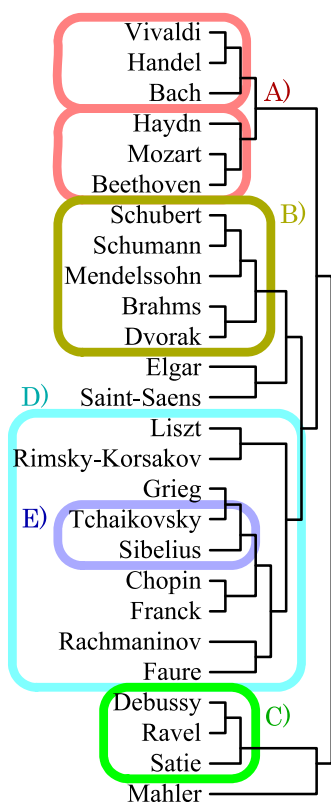 Vivaldi
Handel
Bach
A)
Haydn
Mozart
Beethoven
Schubert
B)
Schumann
Mendelssohn
Brahms
Dvorak
Elgar
D)
Saint-Saens
Liszt
Rimsky-Korsakov
Grieg
E)
Tchaikovsky
Sibelius
Chopin
Franck
Rachmaninov
Faure
Debussy
C)
Ravel
Satie
Mahler